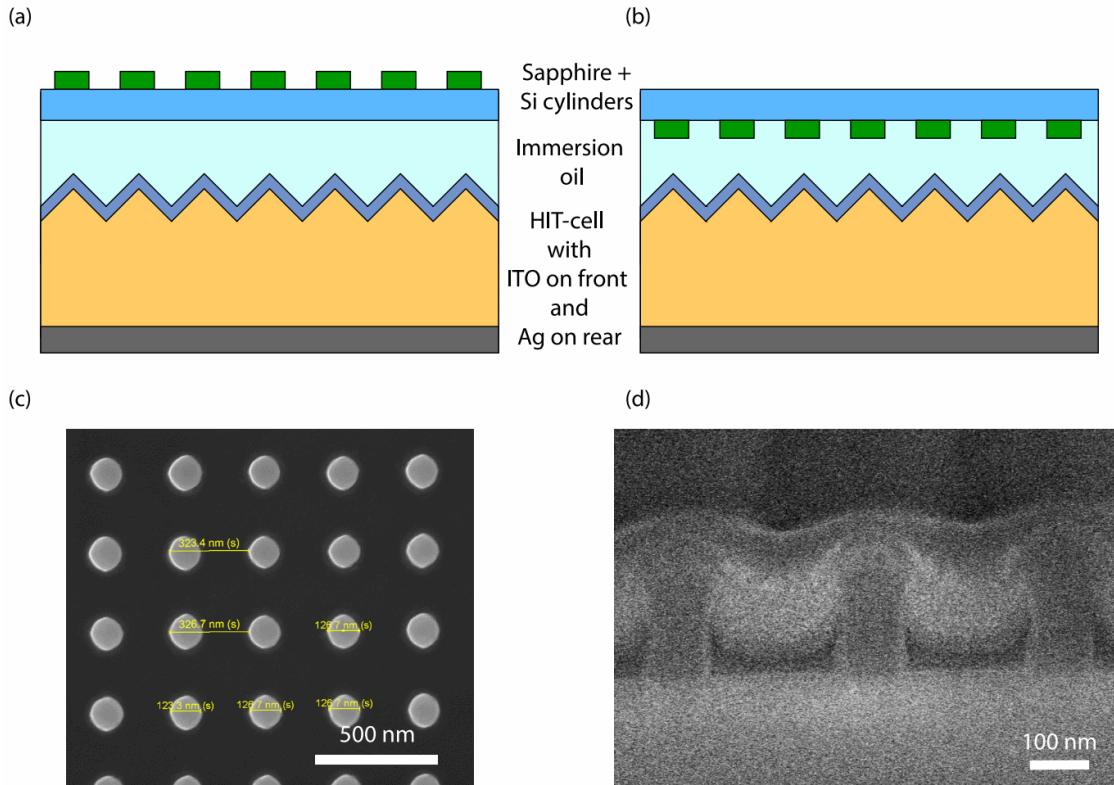 (a)
(b)
Sapphire +
Si cylinders
Immersion
oil
HIT-cell
with
ITO on front
and
Ag on rear
(c)
(d)
323.4 nm (s)
326.7 nm (s)
126.7 nm (s)
123.3 nm (s)
126.7 nm (s)
126.7 nm (s)
500 nm
100 nm